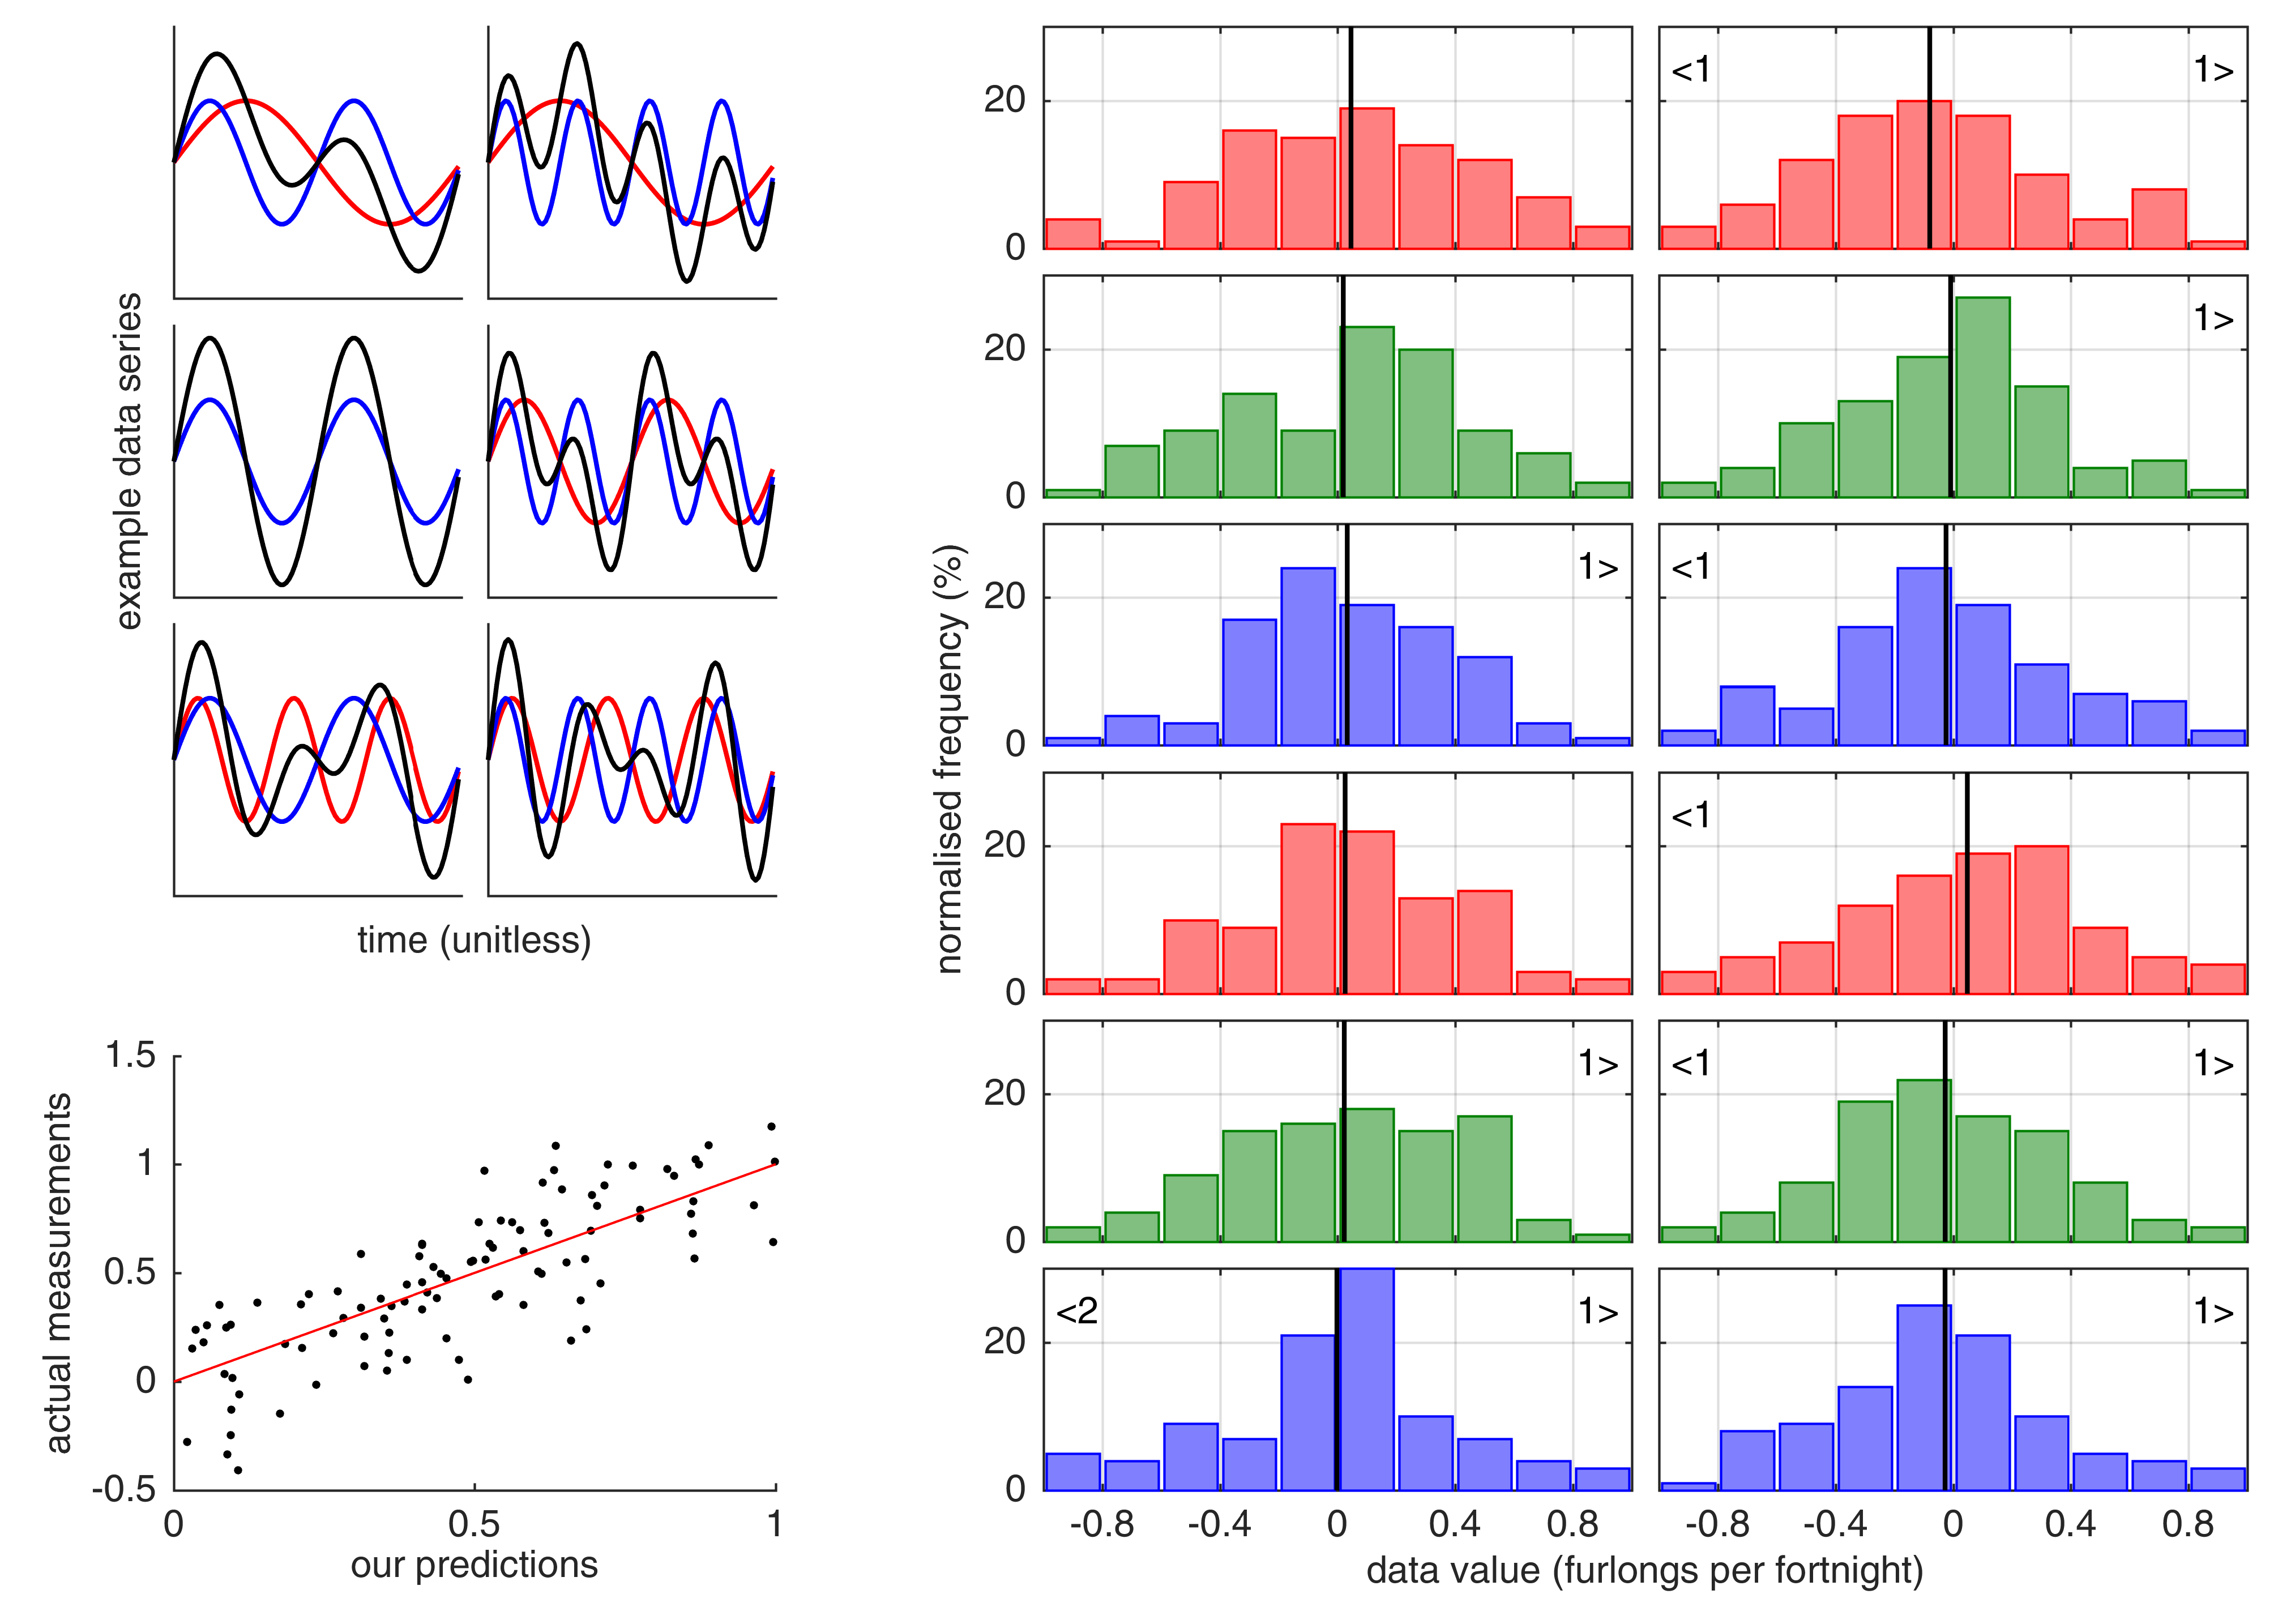 example data series
time (unitless)
1.5
1
0.5
0
-0.5
0 0.5 1
actual measurements
our predictions
normalised frequency (%)
20
0
<1 1>
20
0
1>
20
0
1>
<1
20
0
<1
20
0
1>
<1 1>
20
0
<2 1>
1>
-0.8 -0.4 0 0.4 0.8
-0.8 -0.4 0 0.4 0.8
data value (furlongs per fortnight)